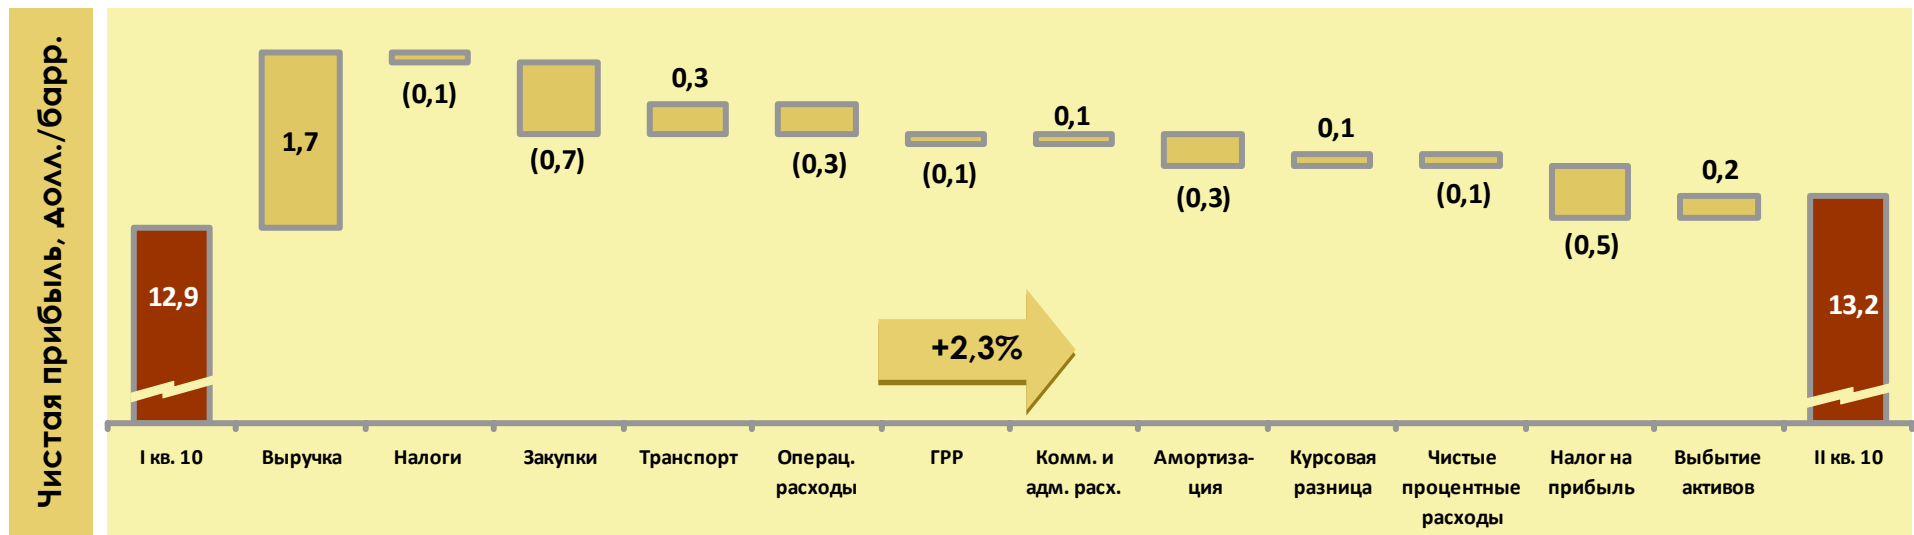 Чистая прибыль, долл./барр.
12,9
1,7
(0,1)
(0,7)
0,3
(0,3)
(0,1)
0,1
(0,3)
0,1
(0,1)
(0,5)
0,2
13,2
+2,3%
I кв. 10
Выручка
Налоги
Закупки
Транспорт
Операц.
расходы
ГРР
Комм. и
адм. расх.
Амортиза-
ция
Курсовая
разница
Чистые
процентные
расходы
Налог на
прибыль
Выбытие
активов
II кв. 10